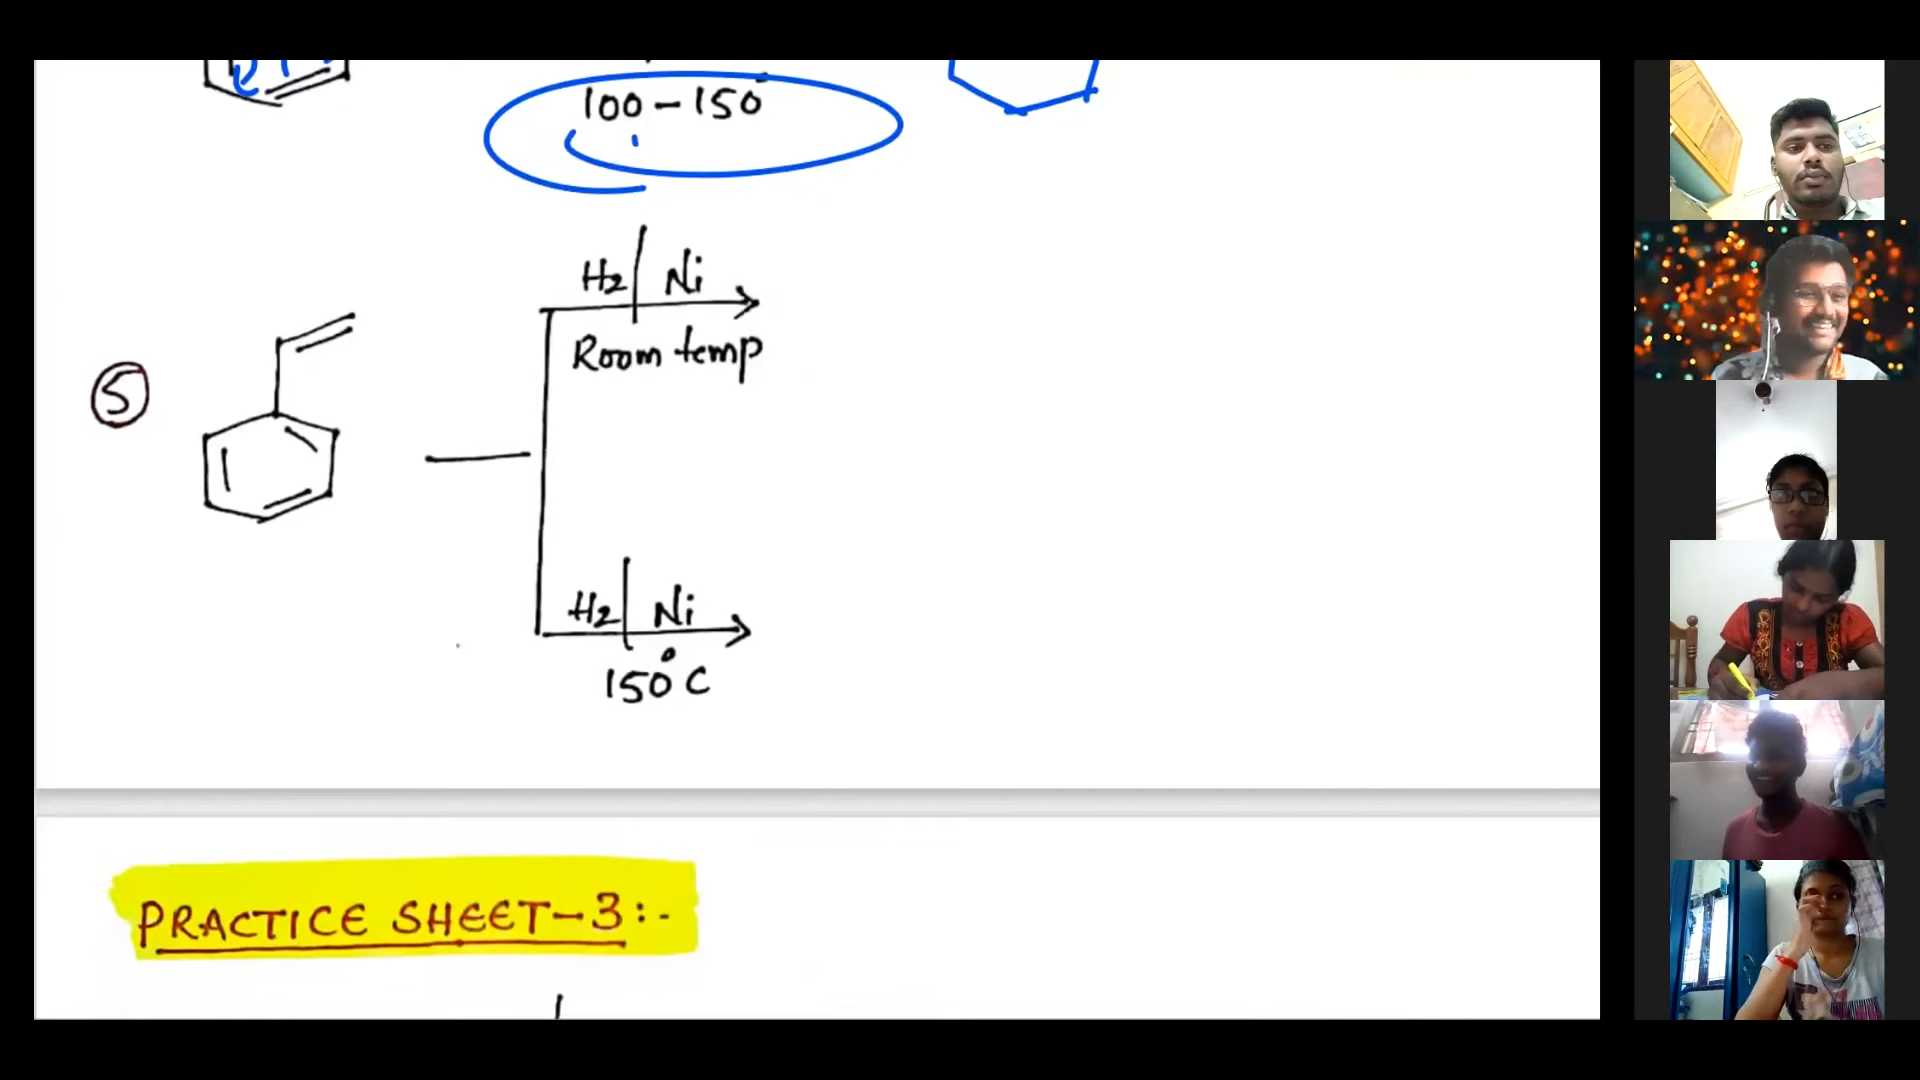 100-150°
H₂ | Ni
Room temp
5
H₂ | Ni
150°C
PRACTICE SHEET-3:-